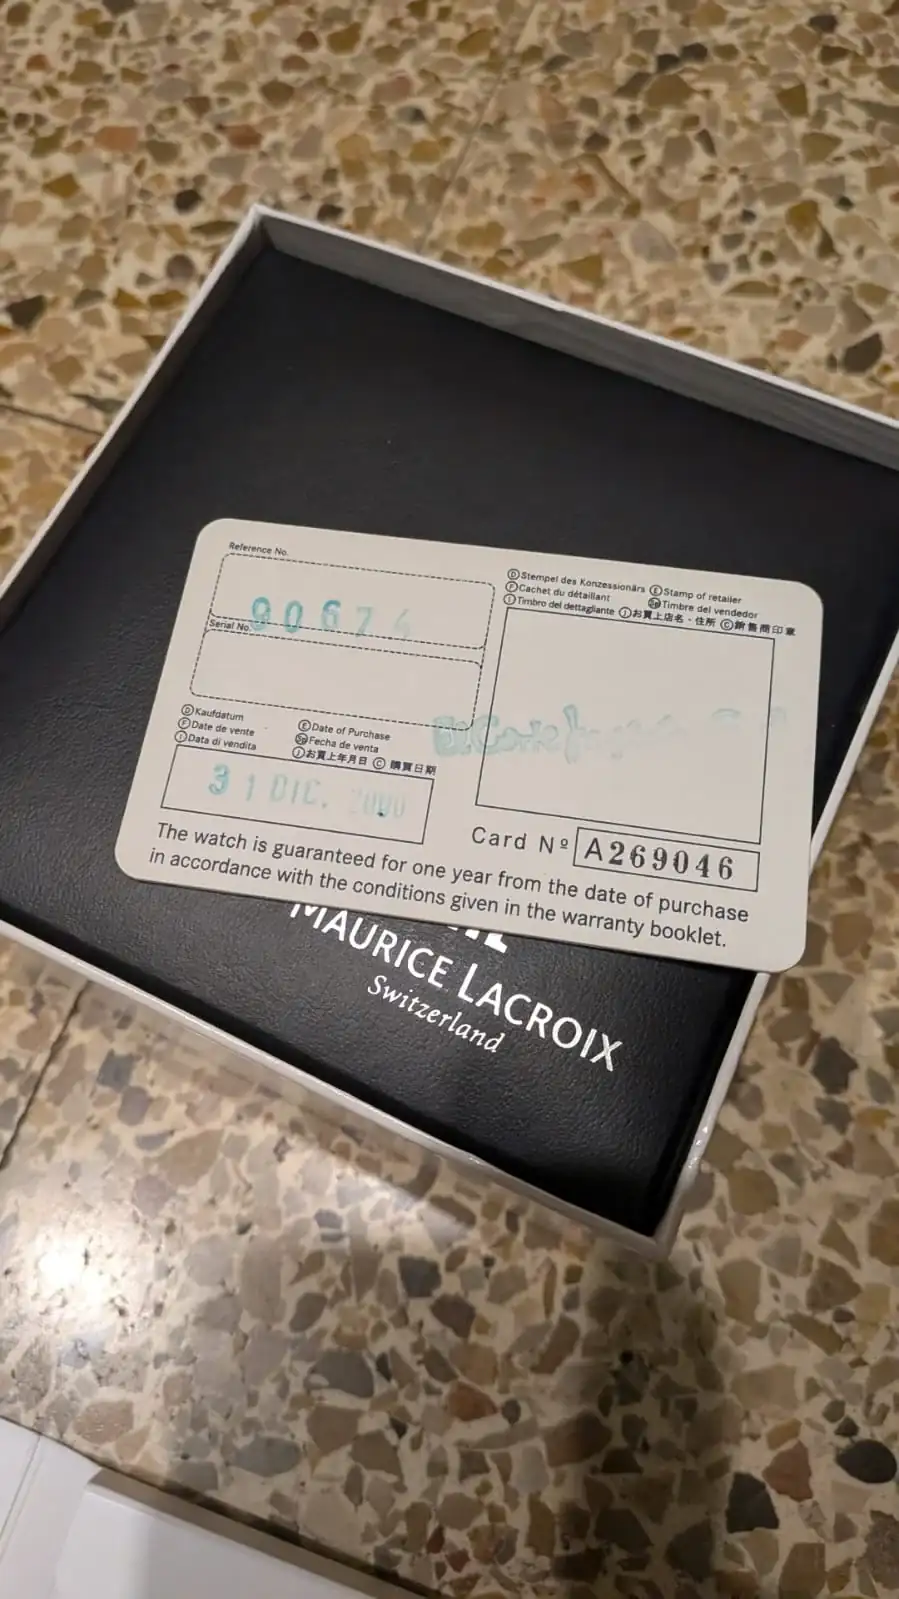 Reference No.
90674
Serial No.
Ⓓ Kaufdatum
Ⓕ Date de vente Ⓔ Date of Purchase
Ⓘ Data di vendita Ⓢⓟ Fecha de venta
Ⓙ お買上年月日 Ⓒ 購買日期
31 DIC. 2000
Ⓓ Stempel des Konzessionärs Ⓔ Stamp of retailer
Ⓕ Cachet du détaillant Ⓢⓟ Timbre del vendedor
Ⓘ Timbro del dettagliante Ⓙ お買上店名・住所 Ⓒ 銷售商印章
El Corte
Card Nº A269046
The watch is guaranteed for one year from the date of purchase
in accordance with the conditions given in the warranty booklet.
MAURICE LACROIX
Switzerland